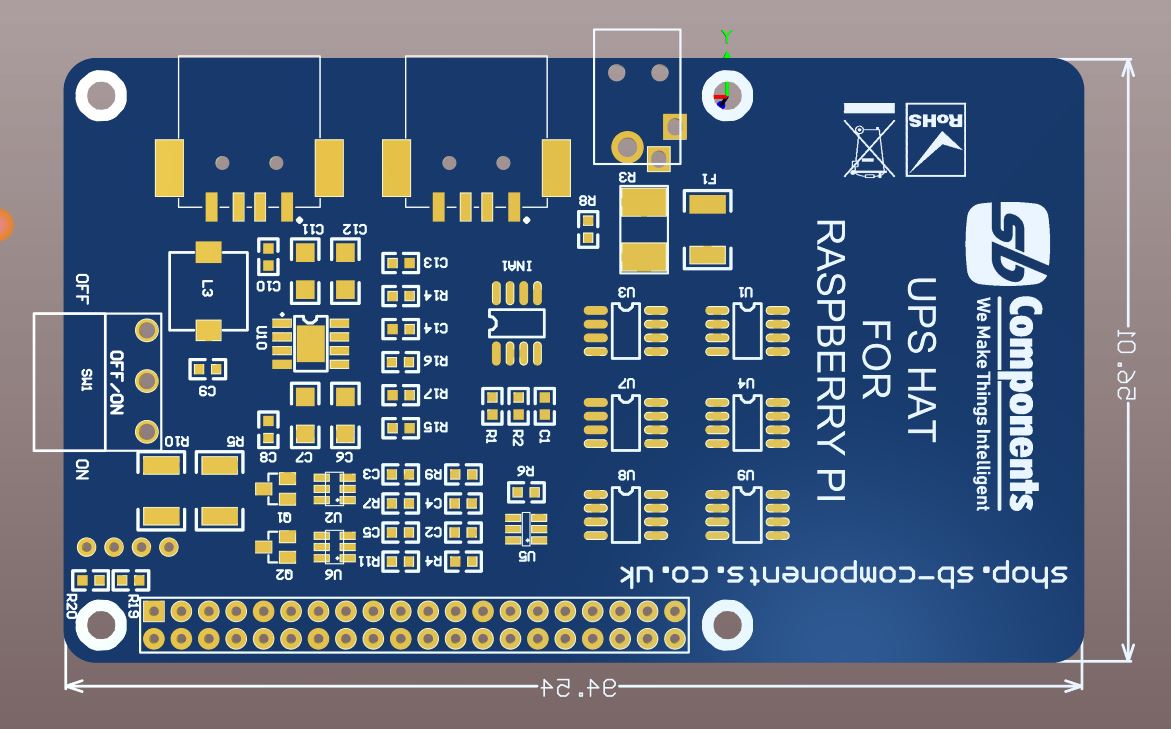 Y
RoHS
R3
F1
R8
C11
C12
C10
L3
C13
INA1
R14
U3
U1
OFF
U10
C14
R16
SW1
OFF/ON
C9
R17
U7
U4
R15
R1
R2
C1
C8
C7
C6
R10
R5
ON
C3
R9
R6
U8
U9
R7
C4
Q1
U2
C5
C2
U5
R11
R4
Q2
U6
R20
R19
UPS HAT
FOR
RASPBERRY PI
sb
Components
We Make Things Intelligent
shop.sb-components.co.uk
56.01
94.54